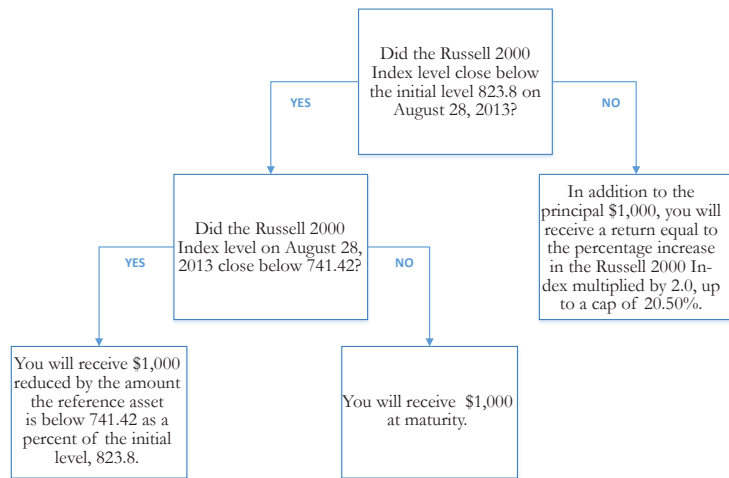 Did the Russell 2000
Index level close below
the initial level 823.8 on
August 28, 2013?
YES
NO
Did the Russell 2000
Index level on August 28,
2013 close below 741.42?
In addition to the
principal $1,000, you will
receive a return equal to
the percentage increase
in the Russell 2000 In-
dex multiplied by 2.0, up
to a cap of 20.50%.
YES
NO
You will receive $1,000
reduced by the amount
the reference asset
is below 741.42 as a
percent of the initial
level, 823.8.
You will receive $1,000
at maturity.